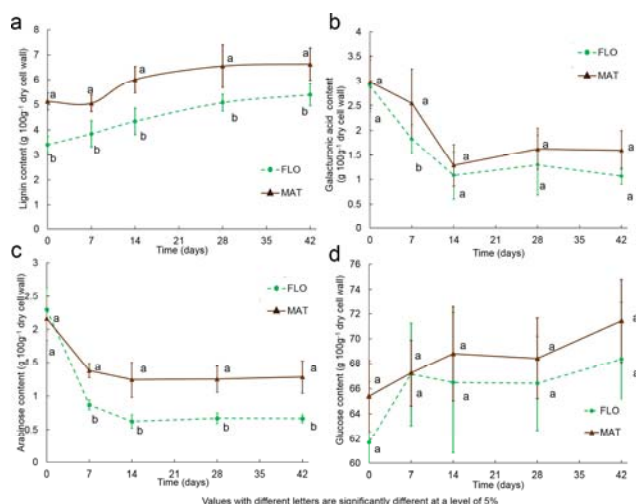 a
Lignin content (g 100g⁻¹ dry cell wall)
8
7
6
5
4
3
2
1
0
a
a
a
a
a
b
b
b
b
b
FLO
MAT
0 7 14 21 28 35 42
Time (days)
b
Galacturonic acid content
(g 100g⁻¹ dry cell wall)
4
3.5
3
2.5
2
1.5
1
0.5
0
FLO
MAT
a
a
a
a
a
a
b
a
a
a
0 7 14 21 28 35 42
Time (days)
c
Arabinose content (g 100g⁻¹ dry cell wall)
3
2.5
2
1.5
1
0.5
0
FLO
MAT
a
a
a
a
a
a
b
b
b
b
0 7 14 21 28 35 42
Time (days)
d
Glucose content (g 100g⁻¹ dry cell wall)
76
74
72
70
68
66
64
62
FLO
MAT
a
a
a
a
a
a
a
a
a
a
0 7 14 21 28 35 42
Time (days)
Values with different letters are significantly different at a level of 5%